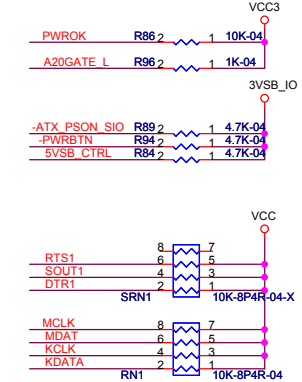 VCC3
PWROK R86 2 1 10K-04
A20GATE_L R96 2 1 1K-04
3VSB_IO
-ATX_PSON_SIO R89 2 1 4.7K-04
-PWRBTN R94 2 1 4.7K-04
5VSB_CTRL R84 2 1 4.7K-04
VCC
8 7
RTS1 6 5
SOUT1 4 3
DTR1 2 1
SRN1 10K-8P4R-04-X
MCLK 8 7
MDAT 6 5
KCLK 4 3
KDATA 2 1
RN1 10K-8P4R-04